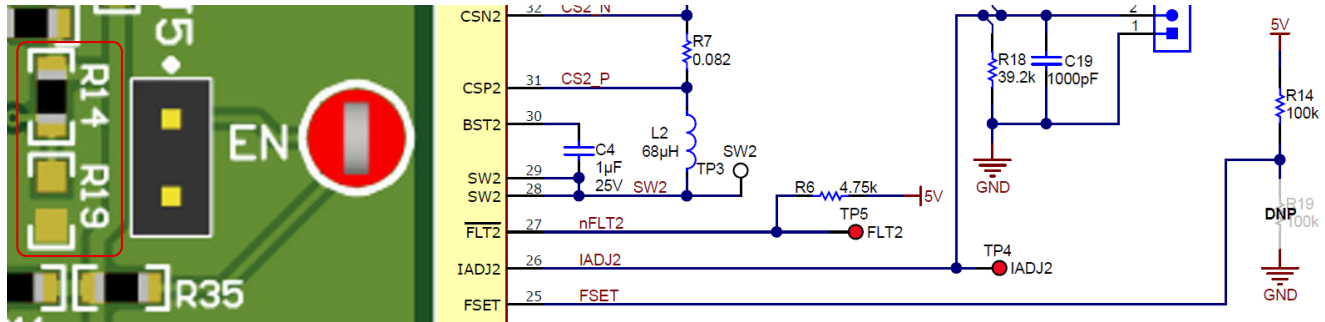 J5
R14
R19
EN
R35
CSN2
32
CS2_N
R7
0.082
CSP2
31
CS2_P
BST2
30
C4
1µF
25V
L2
68µH
TP3
SW2
SW2
29
SW2
28
SW2
R6
4.75k
5V
FLT2
27
nFLT2
TP5
FLT2
IADJ2
26
IADJ2
TP4
IADJ2
FSET
25
FSET
2
1
R18
39.2k
C19
1000pF
GND
5V
R14
100k
R19
DNP
100k
GND